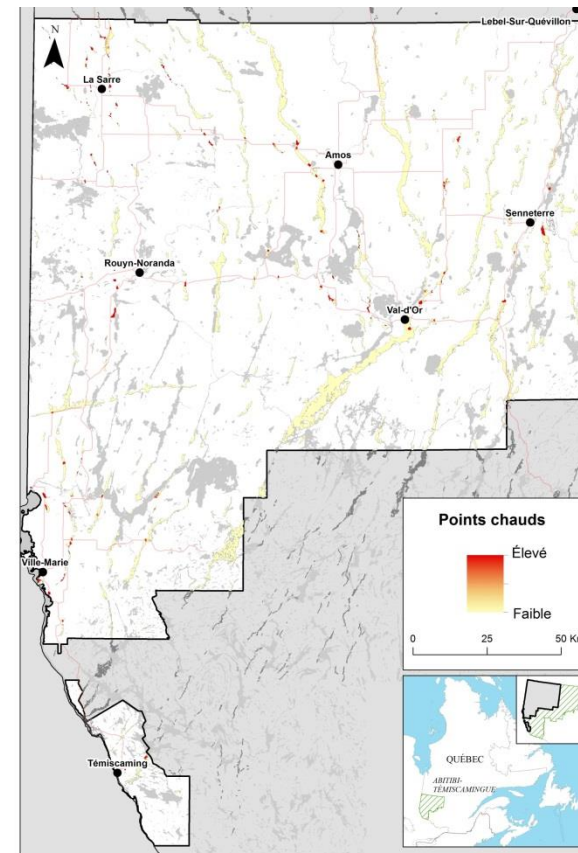 Lebel-Sur-Quévillon
N
La Sarre
Amos
Senneterre
Rouyn-Noranda
Val-d'Or
Points chauds
Élevé
Faible
0 25 50 Km
Ville-Marie
Témiscaming
QUÉBEC
ABITIBI-
TÉMISCAMINGUE